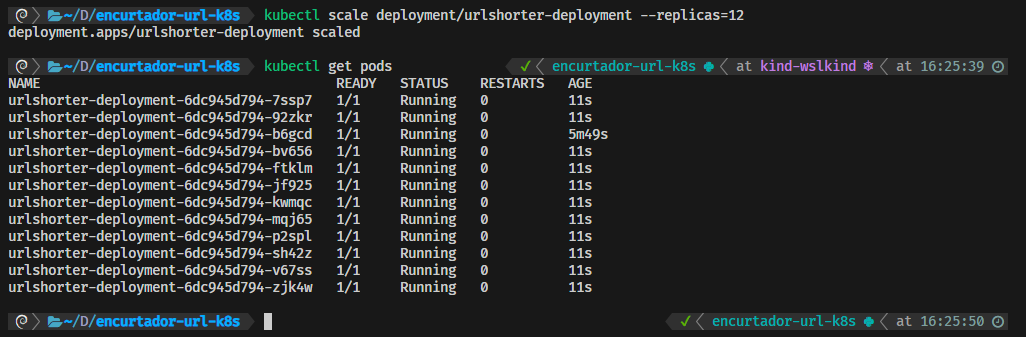 ~/D/encurtador-url-k8s kubectl scale deployment/urlshorter-deployment --replicas=12
deployment.apps/urlshorter-deployment scaled
~/D/encurtador-url-k8s kubectl get pods ✓ encurtador-url-k8s at kind-wslkind ⎈ at 16:25:39
NAME READY STATUS RESTARTS AGE
urlshorter-deployment-6dc945d794-7ssp7 1/1 Running 0 11s
urlshorter-deployment-6dc945d794-92zkr 1/1 Running 0 11s
urlshorter-deployment-6dc945d794-b6gcd 1/1 Running 0 5m49s
urlshorter-deployment-6dc945d794-bv656 1/1 Running 0 11s
urlshorter-deployment-6dc945d794-ftklm 1/1 Running 0 11s
urlshorter-deployment-6dc945d794-jf925 1/1 Running 0 11s
urlshorter-deployment-6dc945d794-kwmqc 1/1 Running 0 11s
urlshorter-deployment-6dc945d794-mqj65 1/1 Running 0 11s
urlshorter-deployment-6dc945d794-p2spl 1/1 Running 0 11s
urlshorter-deployment-6dc945d794-sh42z 1/1 Running 0 11s
urlshorter-deployment-6dc945d794-v67ss 1/1 Running 0 11s
urlshorter-deployment-6dc945d794-zjk4w 1/1 Running 0 11s
~/D/encurtador-url-k8s ✓ encurtador-url-k8s at 16:25:50